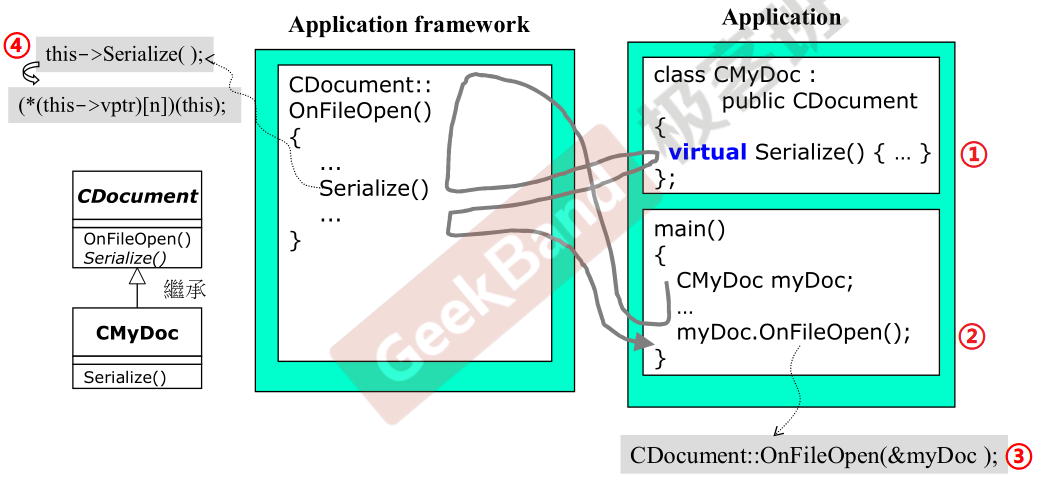 Application framework
Application
④
this->Serialize( );
(*(this->vptr)[n])(this);
CDocument
OnFileOpen()
Serialize()
繼承
CMyDoc
Serialize()
CDocument::
OnFileOpen()
{
...
Serialize()
...
}
class CMyDoc :
public CDocument
{
virtual Serialize() { … }
};
①
main()
{
CMyDoc myDoc;
…
myDoc.OnFileOpen();
}
②
CDocument::OnFileOpen(&myDoc );
③
GeekBand
极客班